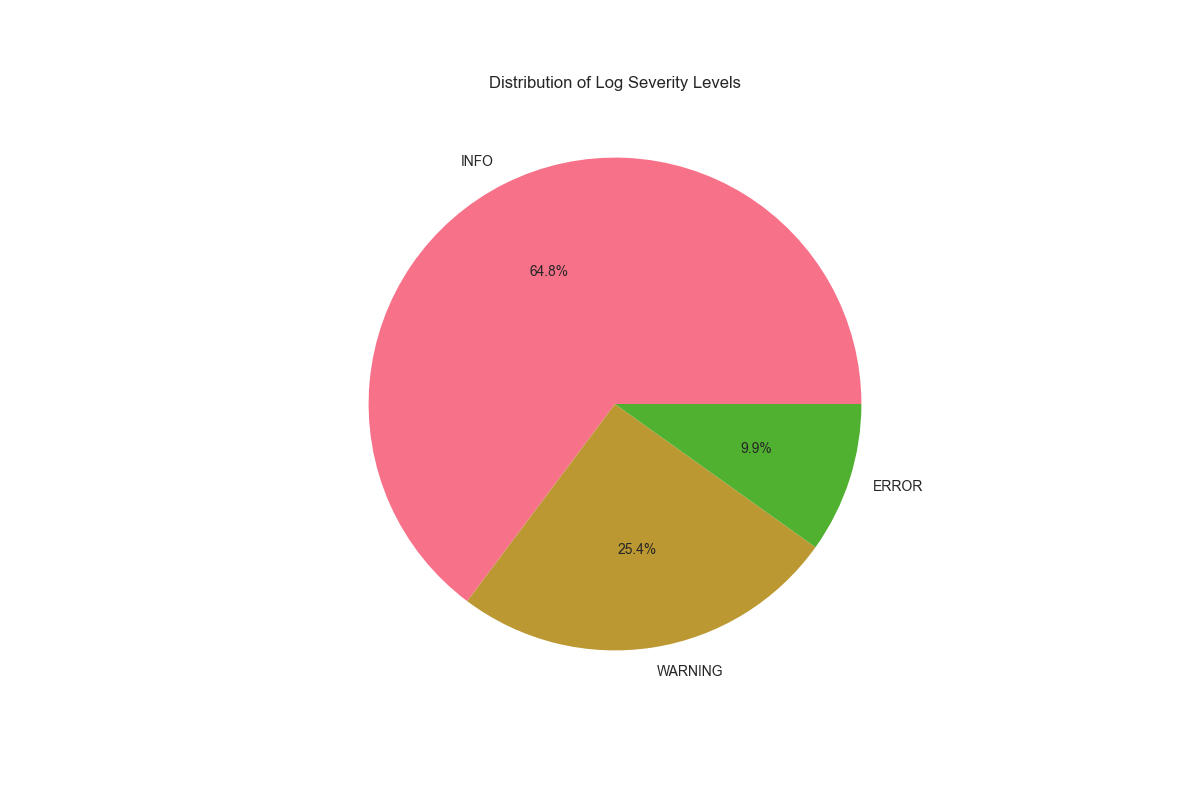 Distribution of Log Severity Levels
INFO
64.8%
9.9%
ERROR
25.4%
WARNING